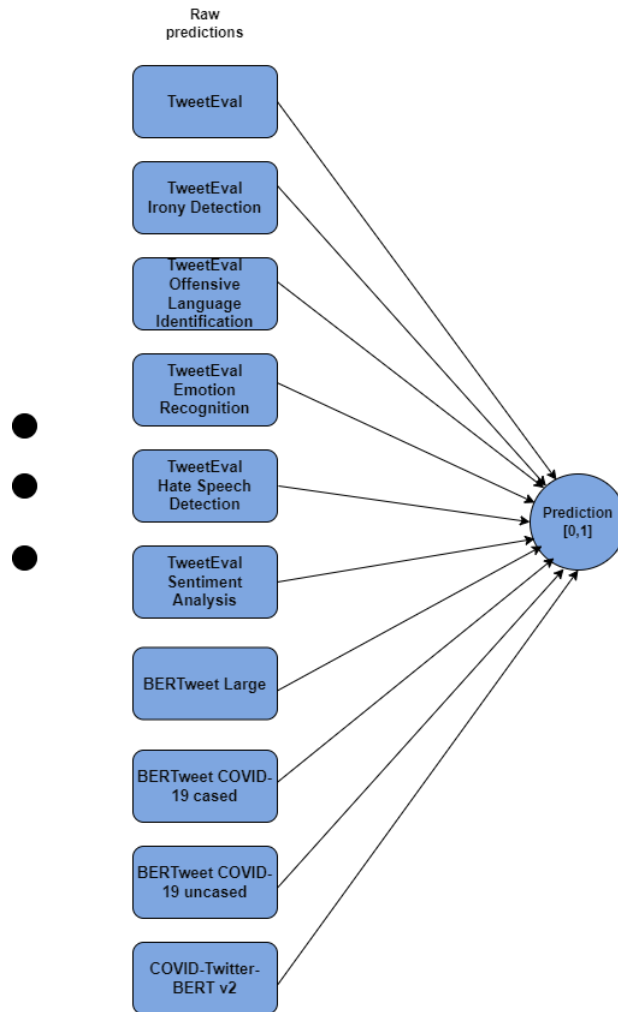 Raw
predictions
TweetEval
TweetEval
Irony Detection
TweetEval
Offensive
Language
Identification
TweetEval
Emotion
Recognition
TweetEval
Hate Speech
Detection
TweetEval
Sentiment
Analysis
BERTweet Large
BERTweet COVID-
19 cased
BERTweet COVID-
19 uncased
COVID-Twitter-
BERT v2
Prediction
[0,1]